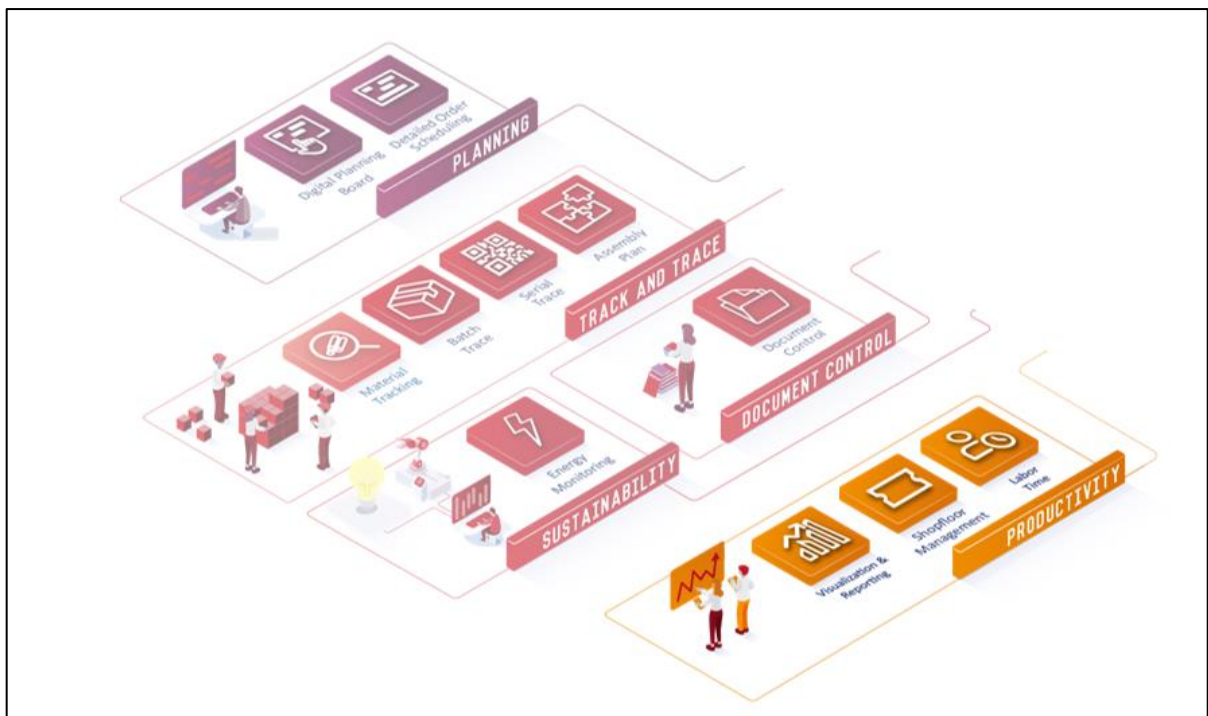 Detailed Order
Scheduling
Digital Planning
Board
PLANNING
Assembly
Plan
Serial
Trace
Batch
Trace
Material
Tracking
TRACK AND TRACE
Document
Control
DOCUMENT CONTROL
Energy
Monitoring
SUSTAINABILITY
Labor
Time
Shopfloor
Management
Visualization &
Reporting
PRODUCTIVITY